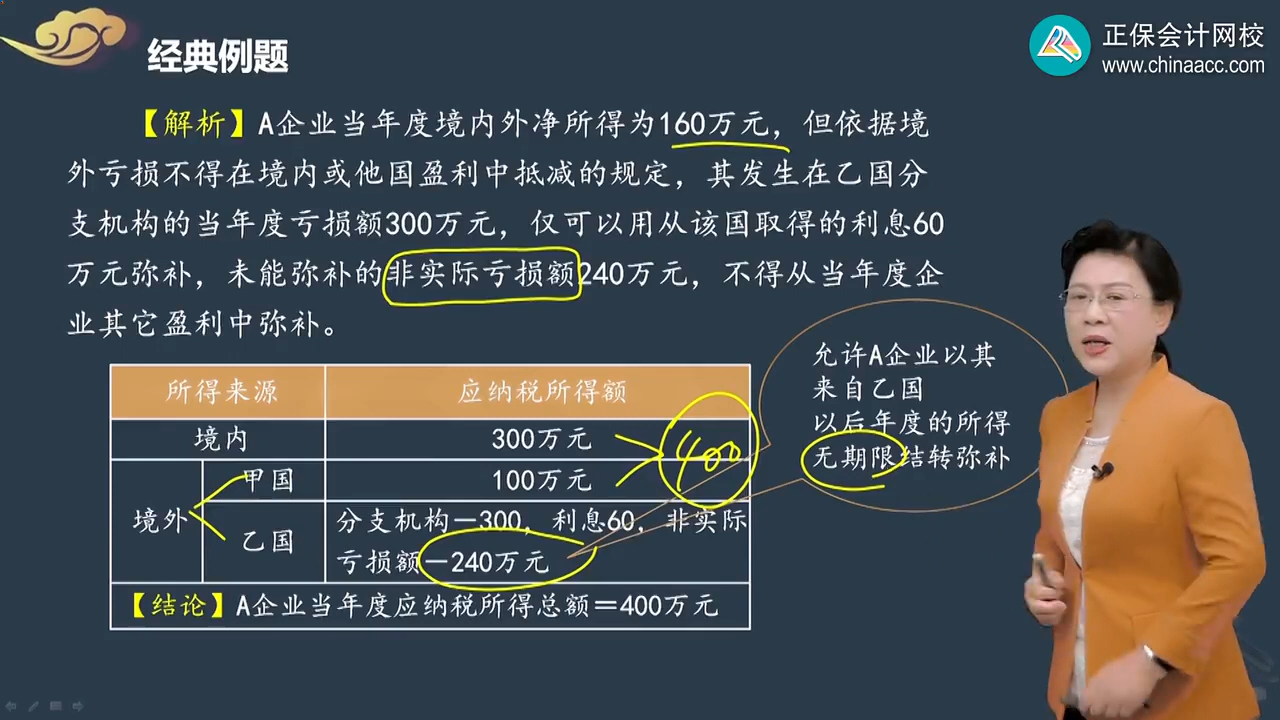 经典例题
正保会计网校
www.chinaacc.com
【解析】A企业当年度境内外净所得为160万元，但依据境
外亏损不得在境内或他国盈利中抵减的规定，其发生在乙国分
支机构的当年度亏损额300万元，仅可以用从该国取得的利息60
万元弥补，未能弥补的非实际亏损额240万元，不得从当年度企
业其它盈利中弥补。
所得来源 应纳税所得额
境内 300万元
400
境外
甲国 100万元
乙国
分支机构－300，利息60，非实际
亏损额－240万元
【结论】A企业当年度应纳税所得总额＝400万元
允许A企业以其
来自乙国
以后年度的所得
无期限结转弥补